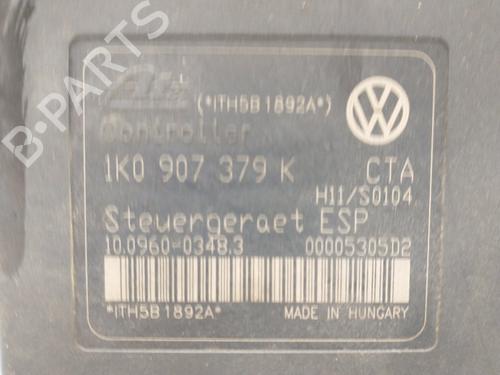 Ate (*ITH5B1892A*)
Controller
1K0 907 379 K CTA
H11/S0104
Steuergeraet ESP
10.0960-0348.3 00005305D2
*ITH5B1892A* MADE IN HUNGARY
B-PARTS